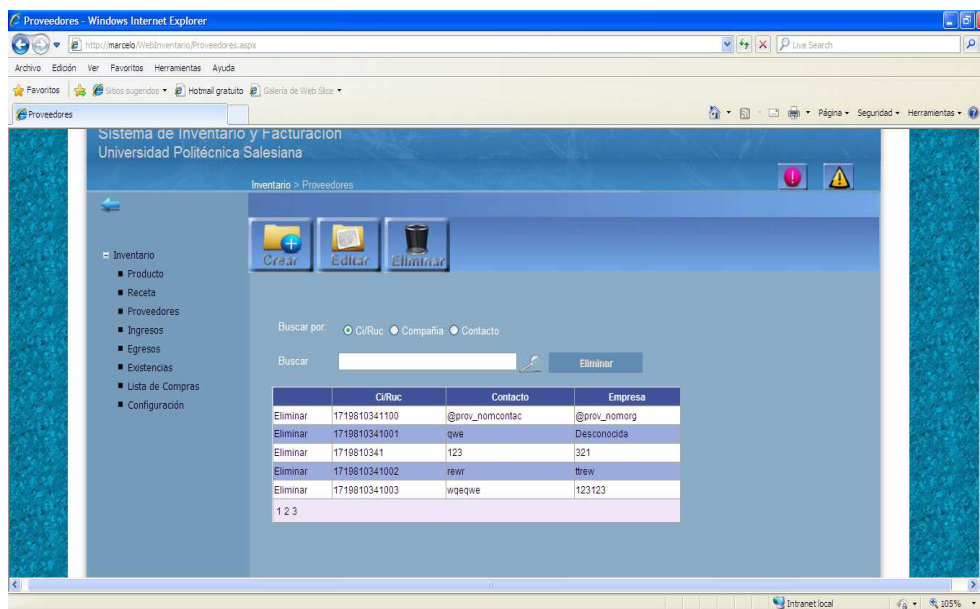 Proveedores - Windows Internet Explorer
http://marcelo/WebInventario/Proveedores.aspx
Live Search
Archivo Edición Ver Favoritos Herramientas Ayuda
Favoritos Sitios sugeridos Hotmail gratuito Galería de Web Slice
Proveedores Página Seguridad Herramientas
Sistema de Inventario y Facturación
Universidad Politécnica Salesiana
Inventario > Proveedores
Crear Editar Eliminar
Inventario
Producto
Receta
Proveedores
Ingresos
Egresos
Existencias
Lista de Compras
Configuración
Buscar por: Ci/Ruc Compañia Contacto
Buscar Eliminar
Ci/Ruc Contacto Empresa
Eliminar 1719810341100 @prov_nomcontac @prov_nomorg
Eliminar 1719810341001 qwe Desconocida
Eliminar 1719810341 123 321
Eliminar 1719810341002 rewr ttrew
Eliminar 1719810341003 wqeqwe 123123
1 2 3
Intranet local 105%